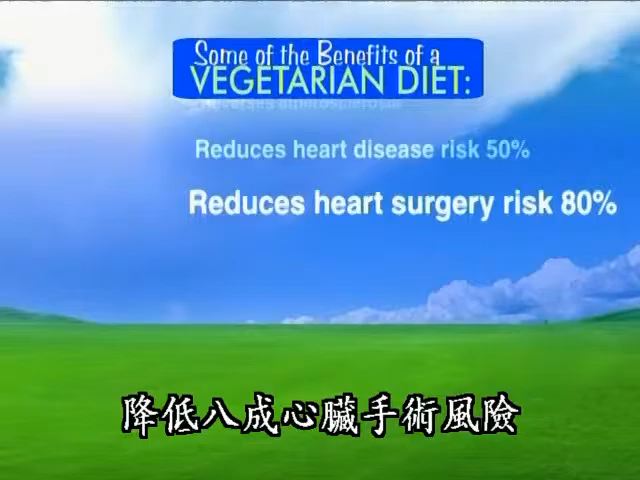 Some of the Benefits of a
VEGETARIAN DIET:
Reduces heart disease risk 50%
Reduces heart surgery risk 80%
降低八成心臟手術風險